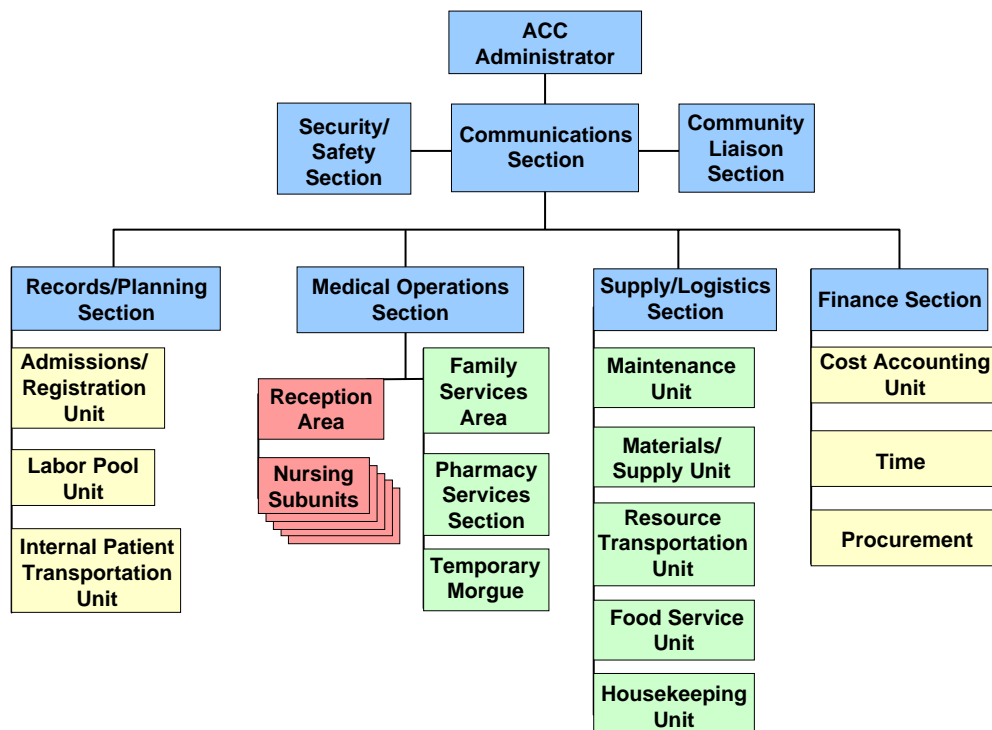 ACC
Administrator
Security/
Safety
Section
Communications
Section
Community
Liaison
Section
Records/Planning
Section
Medical Operations
Section
Supply/Logistics
Section
Finance Section
Admissions/
Registration
Unit
Labor Pool
Unit
Internal Patient
Transportation
Unit
Reception
Area
Nursing
Subunits
Family
Services
Area
Pharmacy
Services
Section
Temporary
Morgue
Maintenance
Unit
Materials/
Supply Unit
Resource
Transportation
Unit
Food Service
Unit
Housekeeping
Unit
Cost Accounting
Unit
Time
Procurement